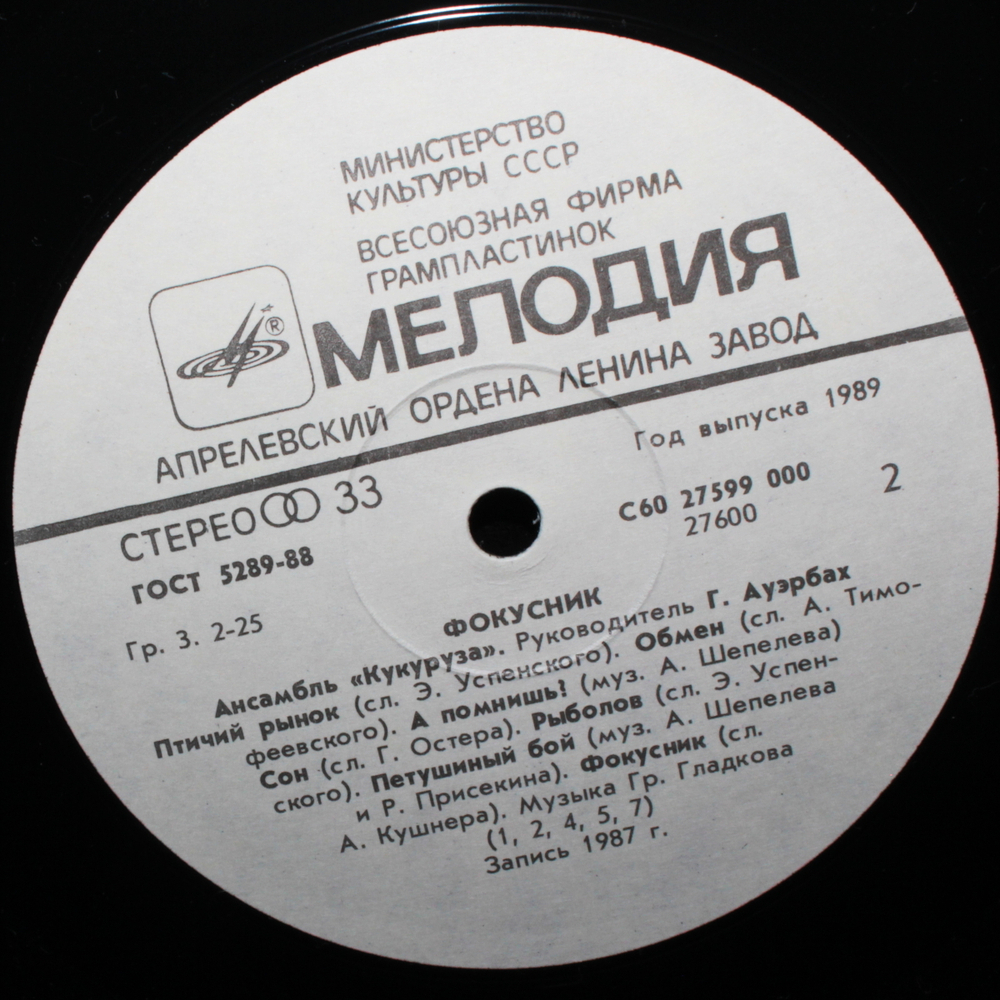 МИНИСТЕРСТВО
КУЛЬТУРЫ СССР
ВСЕСОЮЗНАЯ ФИРМА
ГРАМПЛАСТИНОК
®
МЕЛОДИЯ
АПРЕЛЕВСКИЙ ОРДЕНА ЛЕНИНА ЗАВОД
СТЕРЕО 33
Год выпуска 1989
ГОСТ 5289-88
С60 27599 000
27600
2
Гр. 3. 2-25
ФОКУСНИК
Ансамбль «Кукуруза». Руководитель Г. Ауэрбах
Птичий рынок (сл. Э. Успенского). Обмен (сл. А. Тимо-
феевского). А помнишь? (муз. А. Шепелева)
Сон (сл. Г. Остера). Рыболов (сл. Э. Успен-
ского). Петушиный бой (муз. А. Шепелева
и Р. Присекина). Фокусник (сл.
А. Кушнера). Музыка Гр. Гладкова
(1, 2, 4, 5, 7)
Запись 1987 г.